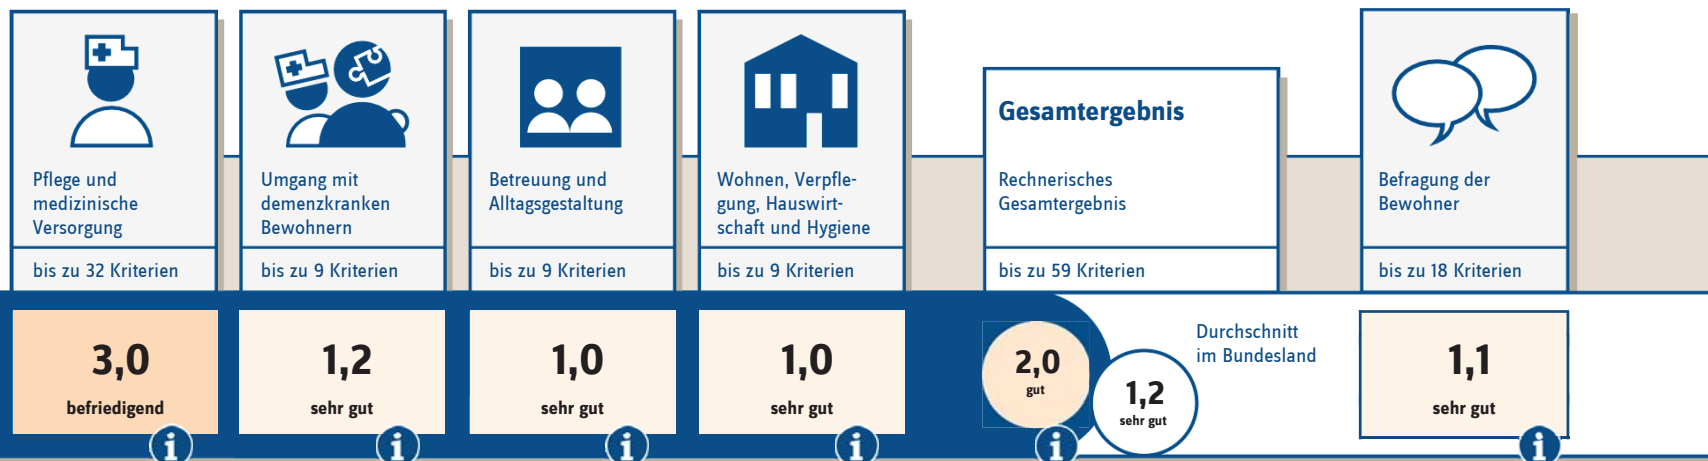 Pflege und
medizinische
Versorgung
bis zu 32 Kriterien
3,0
befriedigend
Umgang mit
demenzkranken
Bewohnern
bis zu 9 Kriterien
1,2
sehr gut
Betreuung und
Alltagsgestaltung
bis zu 9 Kriterien
1,0
sehr gut
Wohnen, Verpfle-
gung, Hauswirt-
schaft und Hygiene
bis zu 9 Kriterien
1,0
sehr gut
Gesamtergebnis
Rechnerisches
Gesamtergebnis
bis zu 59 Kriterien
2,0
gut
Durchschnitt
im Bundesland
1,2
sehr gut
Befragung der
Bewohner
bis zu 18 Kriterien
1,1
sehr gut